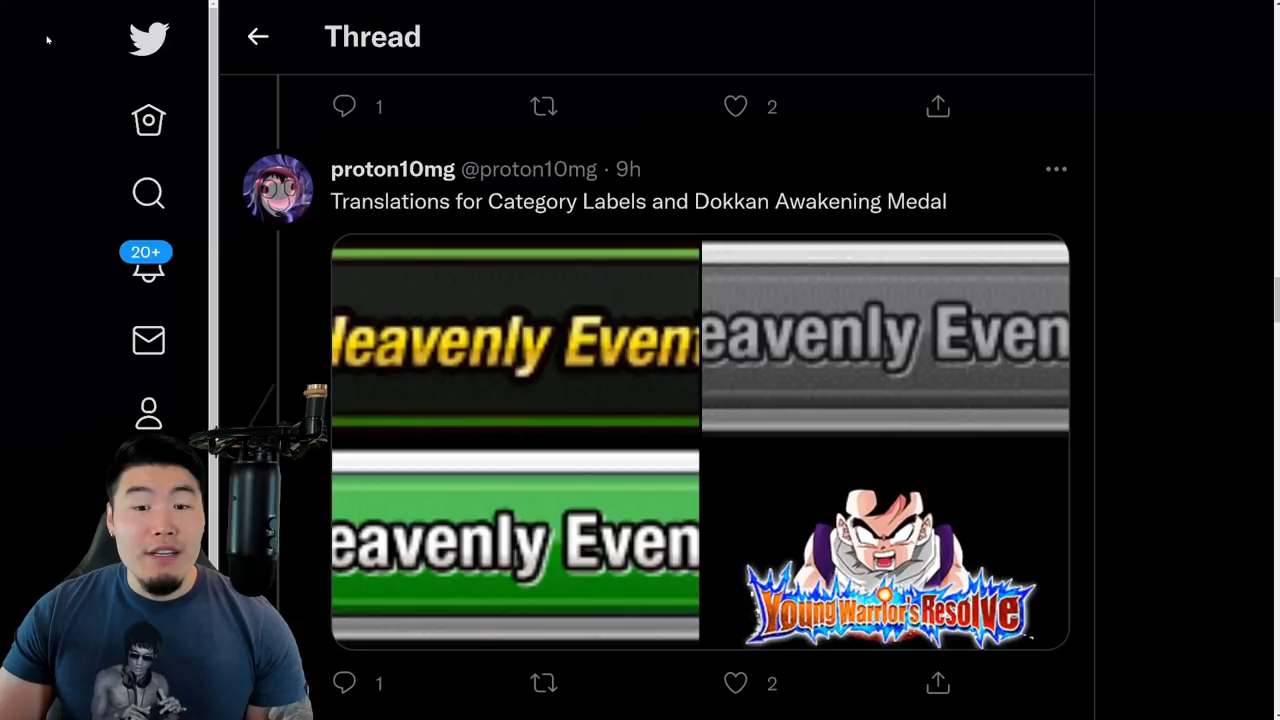 Thread
1
2
proton10mg @proton10mg · 9h
Translations for Category Labels and Dokkan Awakening Medal
20+
Heavenly Event
eavenly Even
eavenly Even
Young Warrior's Resolve
1
2